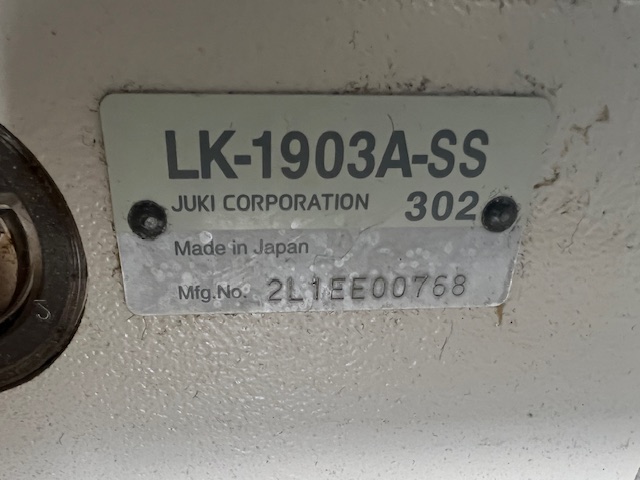 LK-1903A-SS
JUKI CORPORATION 302
Made in Japan
Mfg.No. 2L1EE00768